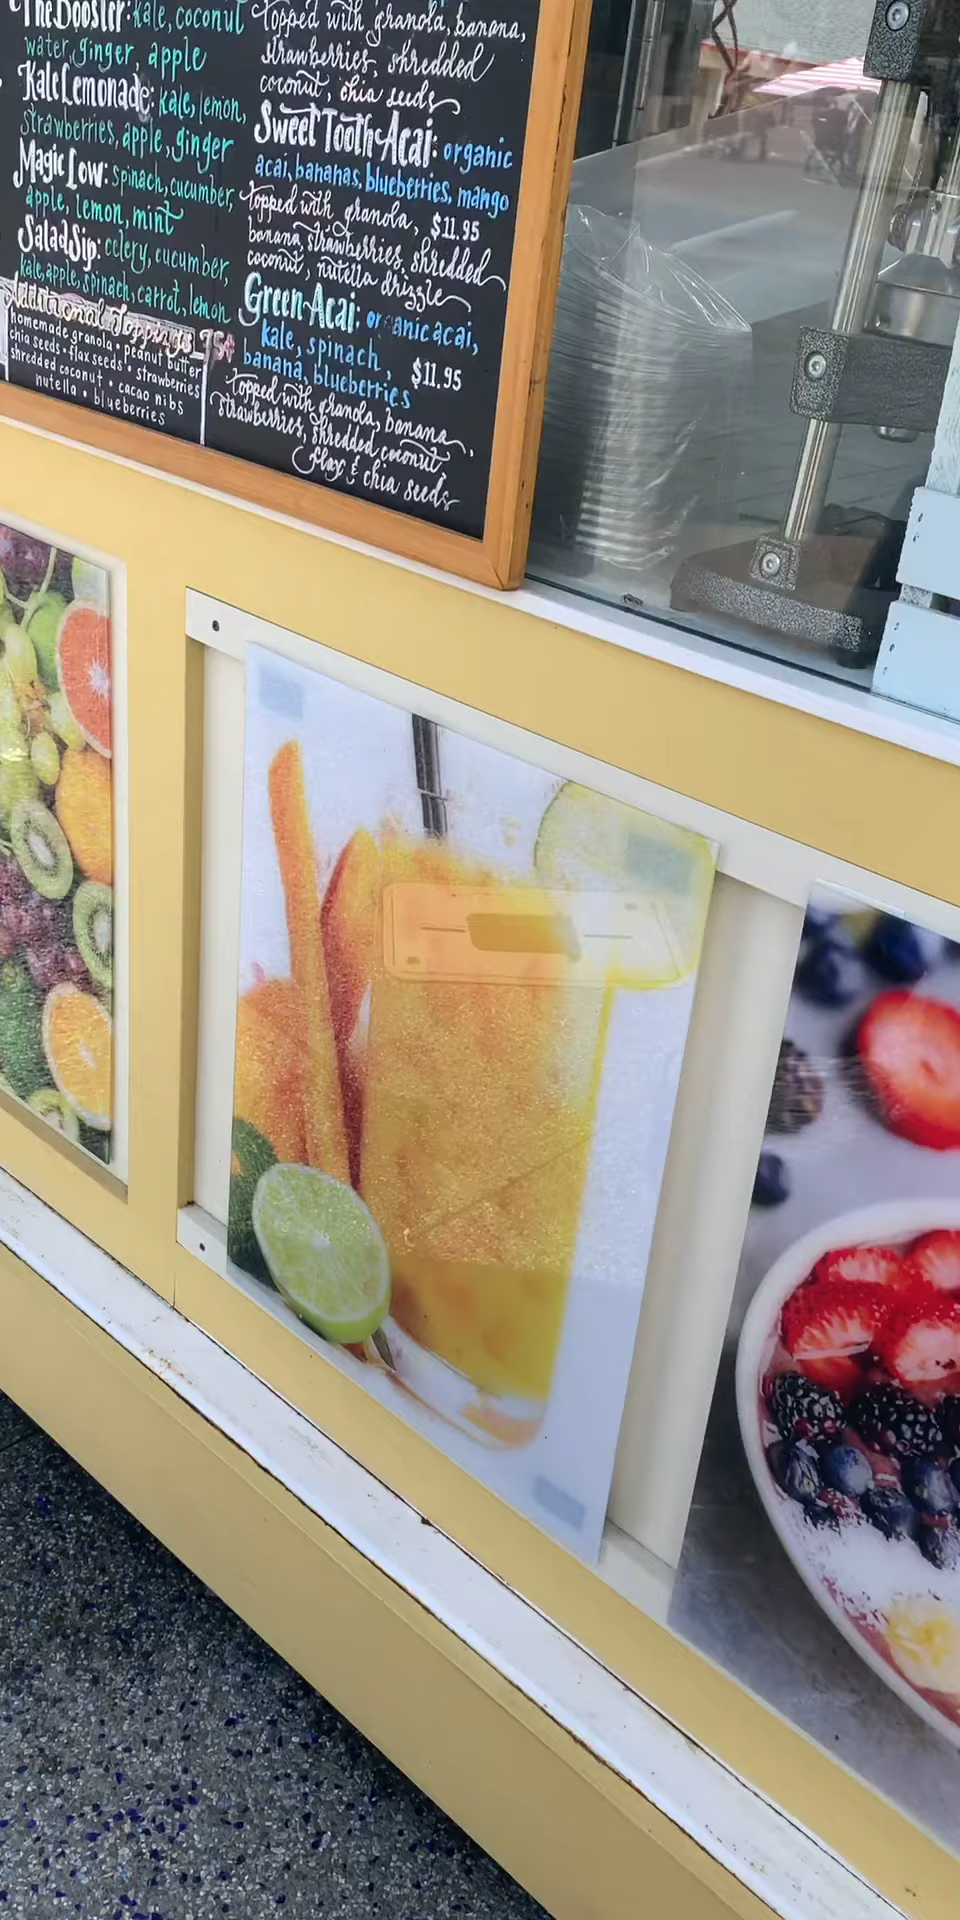 The Booster: kale, coconut
water, ginger, apple
Kale Lemonade: kale, lemon,
strawberries, apple, ginger
Magic Low: spinach, cucumber,
apple, lemon, mint
Salad Sip: celery, cucumber,
kale, apple, spinach, carrot, lemon
Additional Toppings 75¢
homemade granola • peanut butter
chia seeds • flax seeds • strawberries
shredded coconut • cacao nibs
nutella • blueberries
topped with granola, banana,
strawberries, shredded
coconut, chia seeds
Sweet Tooth Acai: organic
acai, bananas, blueberries, mango
topped with granola, $11.95
banana, strawberries, shredded
coconut, nutella drizzle
Green Acai: organic acai,
kale, spinach,
banana, blueberries $11.95
topped with granola, banana,
strawberries, shredded coconut,
flax & chia seeds